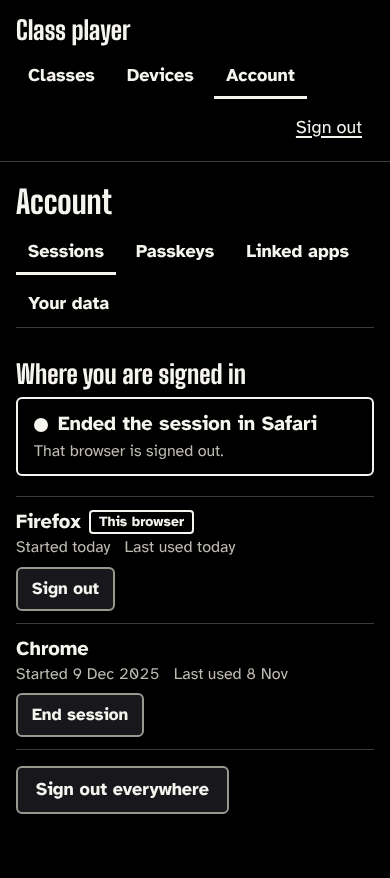 Class player
Classes Devices Account
Sign out
Account
Sessions Passkeys Linked apps
Your data
Where you are signed in
Ended the session in Safari
That browser is signed out.
Firefox This browser
Started today Last used today
Sign out
Chrome
Started 9 Dec 2025 Last used 8 Nov
End session
Sign out everywhere